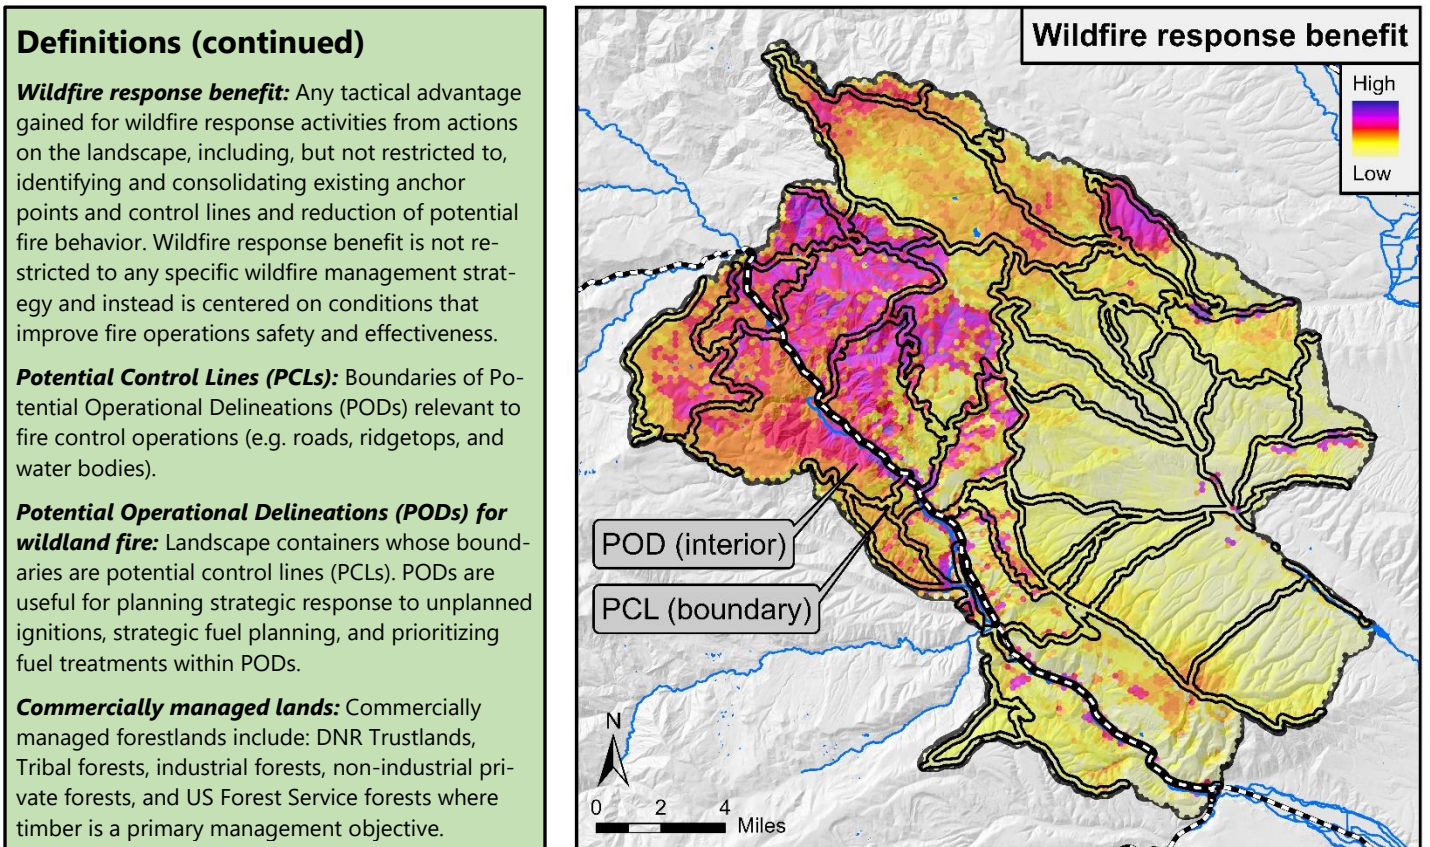 Definitions (continued)
Wildfire response benefit: Any tactical advantage
gained for wildfire response activities from actions
on the landscape, including, but not restricted to,
identifying and consolidating existing anchor
points and control lines and reduction of potential
fire behavior. Wildfire response benefit is not re-
stricted to any specific wildfire management strat-
egy and instead is centered on conditions that
improve fire operations safety and effectiveness.
Potential Control Lines (PCLs): Boundaries of Po-
tential Operational Delineations (PODs) relevant to
fire control operations (e.g. roads, ridgetops, and
water bodies).
Potential Operational Delineations (PODs) for
wildland fire: Landscape containers whose bound-
aries are potential control lines (PCLs). PODs are
useful for planning strategic response to unplanned
ignitions, strategic fuel planning, and prioritizing
fuel treatments within PODs.
Commercially managed lands: Commercially
managed forestlands include: DNR Trustlands,
Tribal forests, industrial forests, non-industrial pri-
vate forests, and US Forest Service forests where
timber is a primary management objective.
Wildfire response benefit
High
Low
POD (interior)
PCL (boundary)
N
0 2 4
Miles